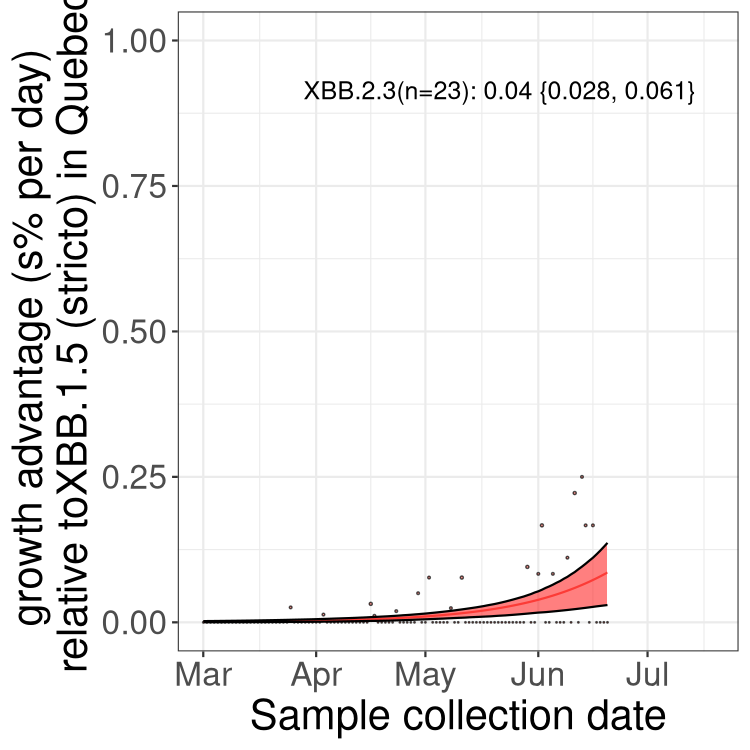 growth advantage (s% per day)
relative toXBB.1.5 (stricto) in Quebec
1.00
0.75
0.50
0.25
0.00
XBB.2.3(n=23): 0.04 {0.028, 0.061}
Mar
Apr
May
Jun
Jul
Sample collection date